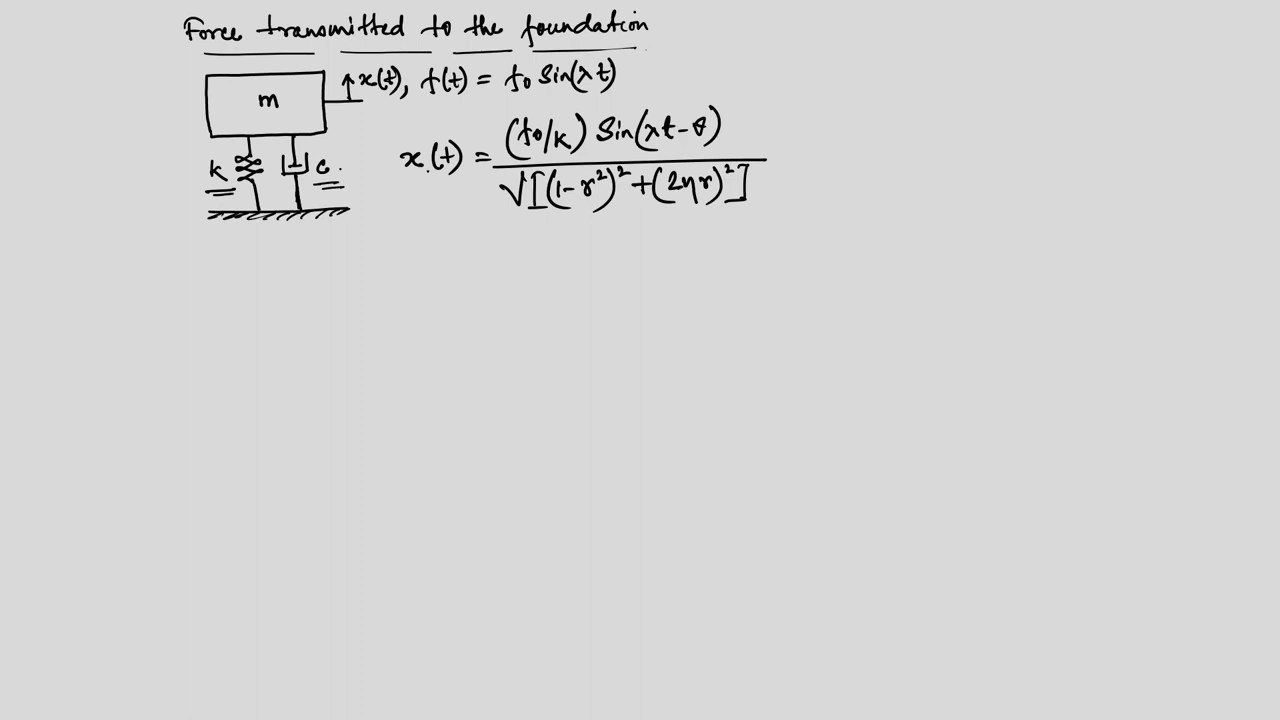 Force transmitted to the foundation
m x(t), f(t) = f₀ Sin(λt)
x(t) = (f₀/k) Sin(λt-θ)
√[(1-r²)²+(2ηr)²]
k c